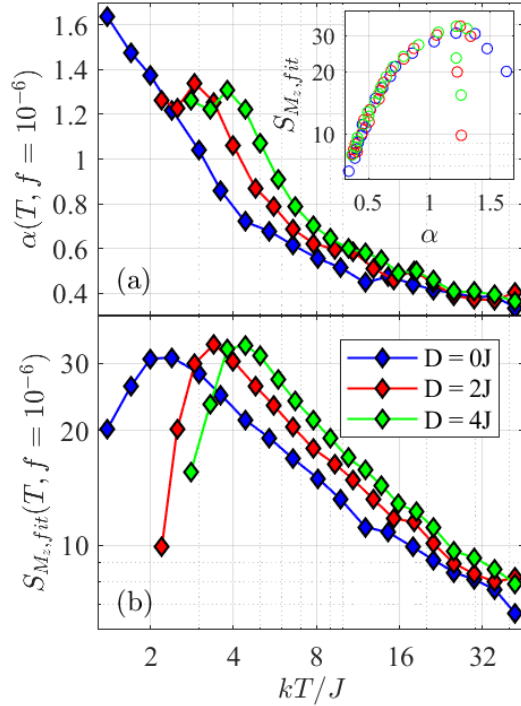 1.6
1.4
1.2
1
0.8
0.6
0.4
α(T, f = 10⁻⁶)
(a)
30
20
10
S_{M_z,fit}
0.5
1
1.5
α
30
20
10
S_{M_z,fit}(T, f = 10⁻⁶)
(b)
D = 0J
D = 2J
D = 4J
2
4
8
16
32
kT/J